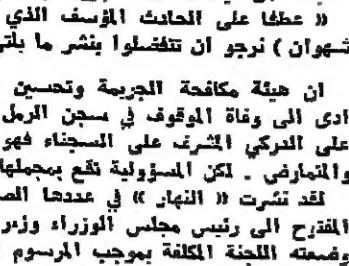 « عطفا على الحادث المؤسف الذي
شهوان ) نرجو ان تتفضلوا بنشر ما يلي
ان هيئة مكافحة الجريمة وتحسين
ادى الى وفاة الموقوف في سجن الرمل
على الدركي المشرف على السجناء فهو
والمتمارضي . لكن المسؤولية تقع بمجملها
لقد نشرت « النهار » في عددها الص
المقترح الى رئيس مجلس الوزراء وزير
وضعته اللجنة المكلفة بموجب المرسوم